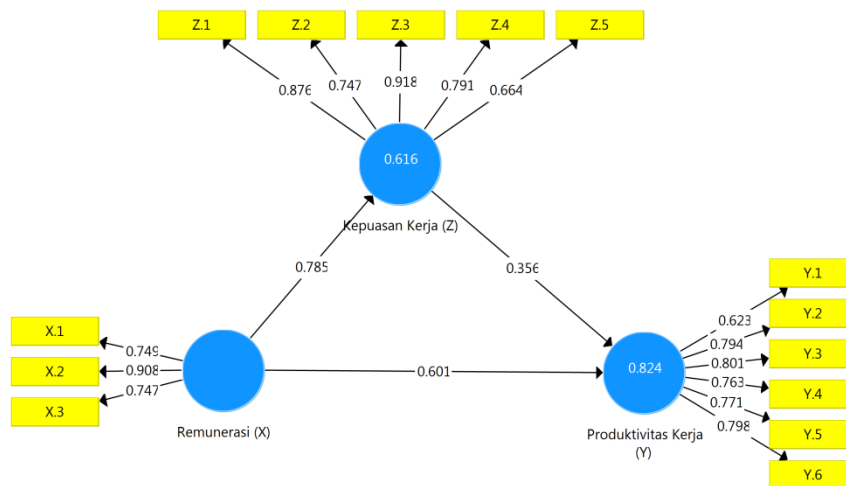 Z.1
Z.2
Z.3
Z.4
Z.5
0.876
0.747
0.918
0.791
0.664
0.616
Kepuasan Kerja (Z)
0.785
0.356
X.1
X.2
X.3
0.749
0.908
0.747
Remunerasi (X)
0.601
0.824
Produktivitas Kerja
(Y)
0.623
0.794
0.801
0.763
0.771
0.798
Y.1
Y.2
Y.3
Y.4
Y.5
Y.6